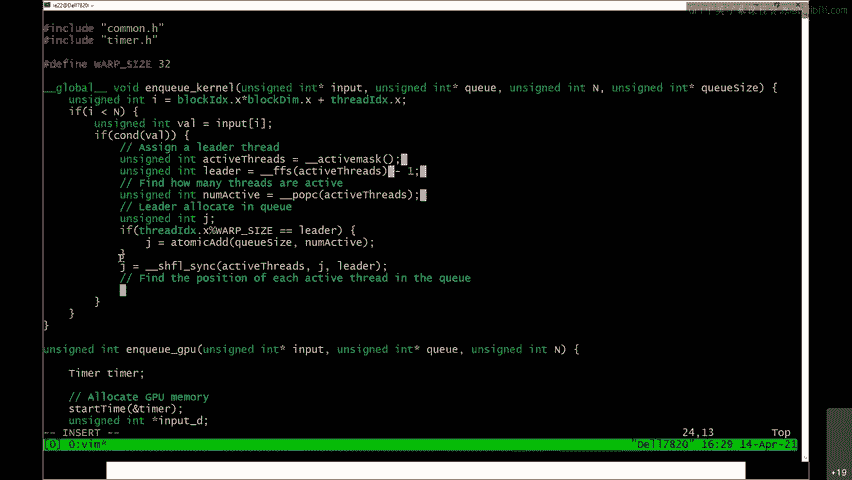 #include "common.h"
#include "timer.h"
#define WARP_SIZE 32
__global__ void enqueue_kernel(unsigned int* input, unsigned int* queue, unsigned int N, unsigned int* queueSize) {
unsigned int i = blockIdx.x*blockDim.x + threadIdx.x;
if(i < N) {
unsigned int val = input[i];
if(cond(val)) {
// Assign a leader thread
unsigned int activeThreads = __activemask();
unsigned int leader = __ffs(activeThreads) - 1;
// Find how many threads are active
unsigned int numActive = __popc(activeThreads);
// Leader allocate in queue
unsigned int j;
if(threadIdx.x%WARP_SIZE == leader) {
j = atomicAdd(queueSize, numActive);
}
j = __shfl_sync(activeThreads, j, leader);
// Find the position of each active thread in the queue
}
}
}
unsigned int enqueue_gpu(unsigned int* input, unsigned int* queue, unsigned int N) {
Timer timer;
// Allocate GPU memory
startTime(&timer);
unsigned int *input_d;
-- INSERT -- 24,13 Top
[0] 0:vim* "Dell7820" 16:29 14-Apr-21
+19